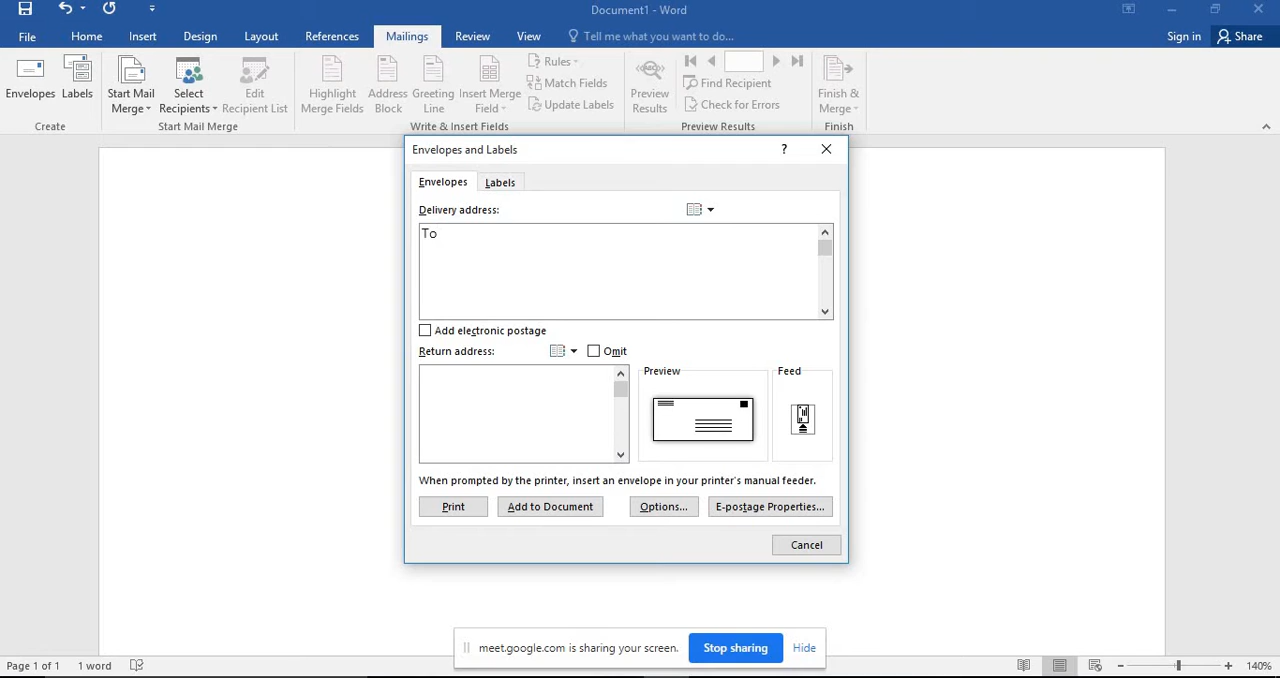 Document1 - Word
File Home Insert Design Layout References Mailings Review View Tell me what you want to do... Sign in Share
Envelopes Labels Start Mail Merge Select Recipients Edit Recipient List Highlight Merge Fields Address Block Greeting Line Insert Merge Field Rules Match Fields Update Labels Preview Results Find Recipient Check for Errors Finish & Merge
Create Start Mail Merge Write & Insert Fields Preview Results Finish
Envelopes and Labels ?
Envelopes Labels
Delivery address:
To
Add electronic postage
Return address: Omit
Preview Feed
When prompted by the printer, insert an envelope in your printer's manual feeder.
Print Add to Document Options... E-postage Properties...
Cancel
meet.google.com is sharing your screen. Stop sharing Hide
Page 1 of 1 1 word 140%